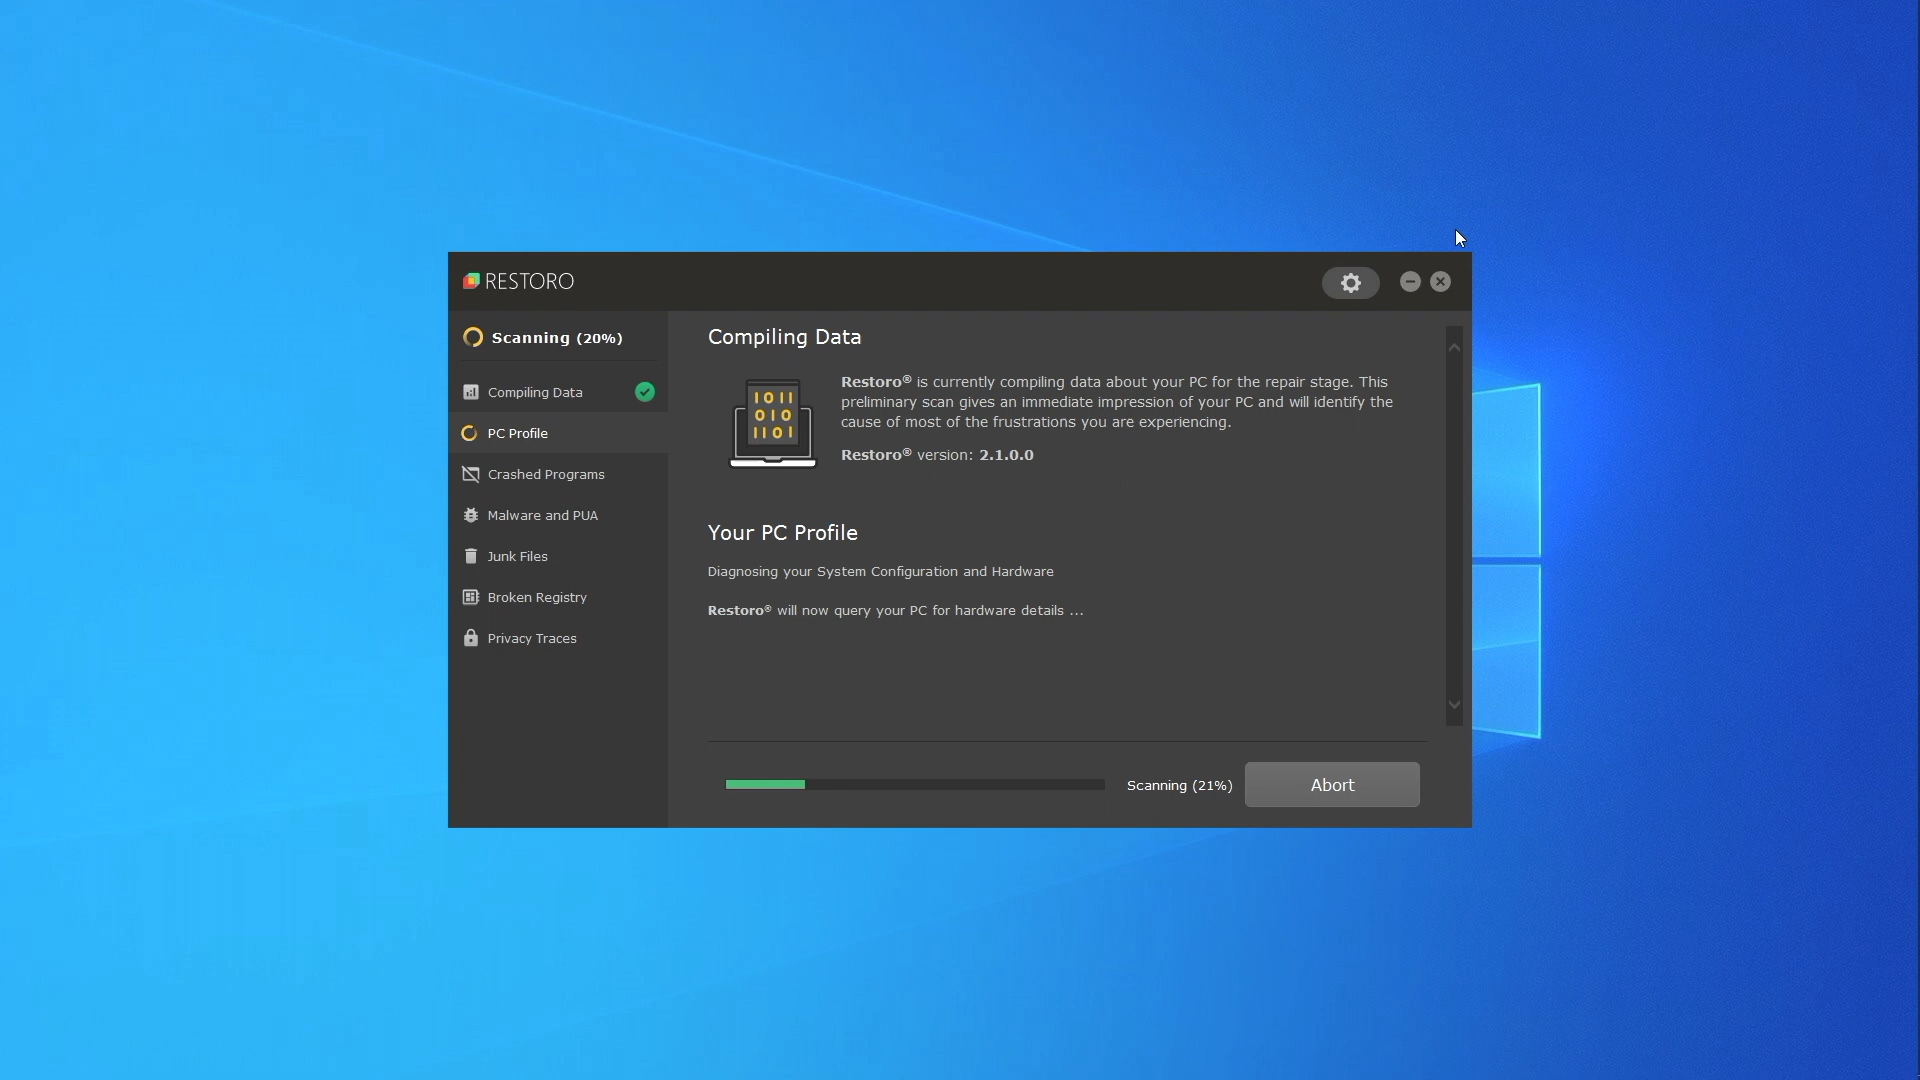 RESTORO
Scanning (20%)
Compiling Data
PC Profile
Crashed Programs
Malware and PUA
Junk Files
Broken Registry
Privacy Traces
Compiling Data
1011
010
1101
Restoro® is currently compiling data about your PC for the repair stage. This
preliminary scan gives an immediate impression of your PC and will identify the
cause of most of the frustrations you are experiencing.
Restoro® version: 2.1.0.0
Your PC Profile
Diagnosing your System Configuration and Hardware
Restoro® will now query your PC for hardware details ...
Scanning (21%)
Abort